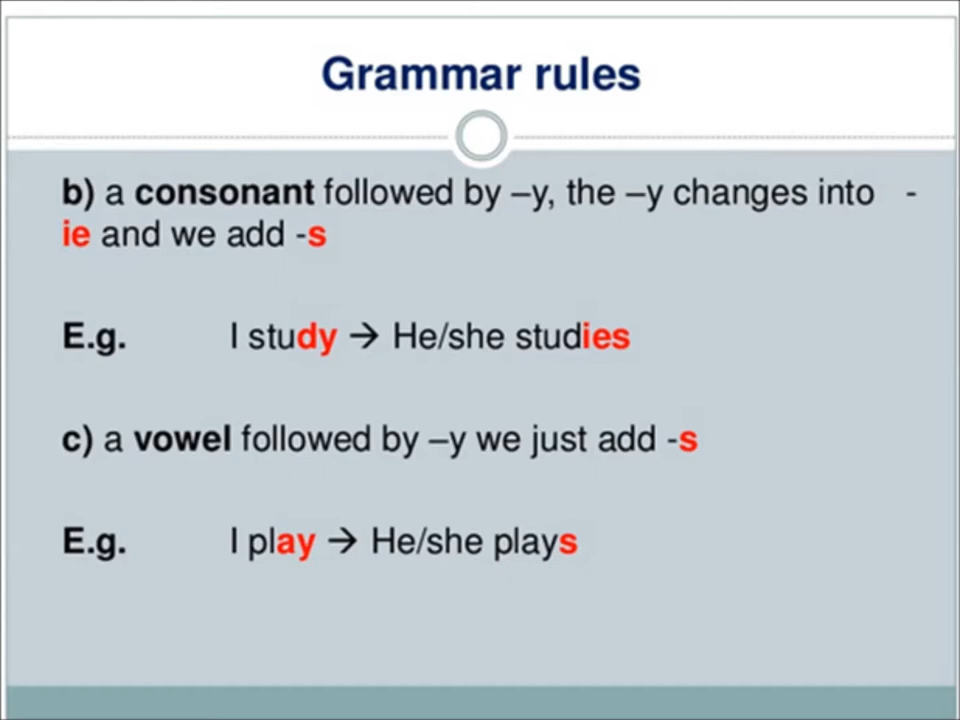 Grammar rules
b) a consonant followed by –y, the –y changes into -
ie and we add -s
E.g. I study → He/she studies
c) a vowel followed by –y we just add -s
E.g. I play → He/she plays